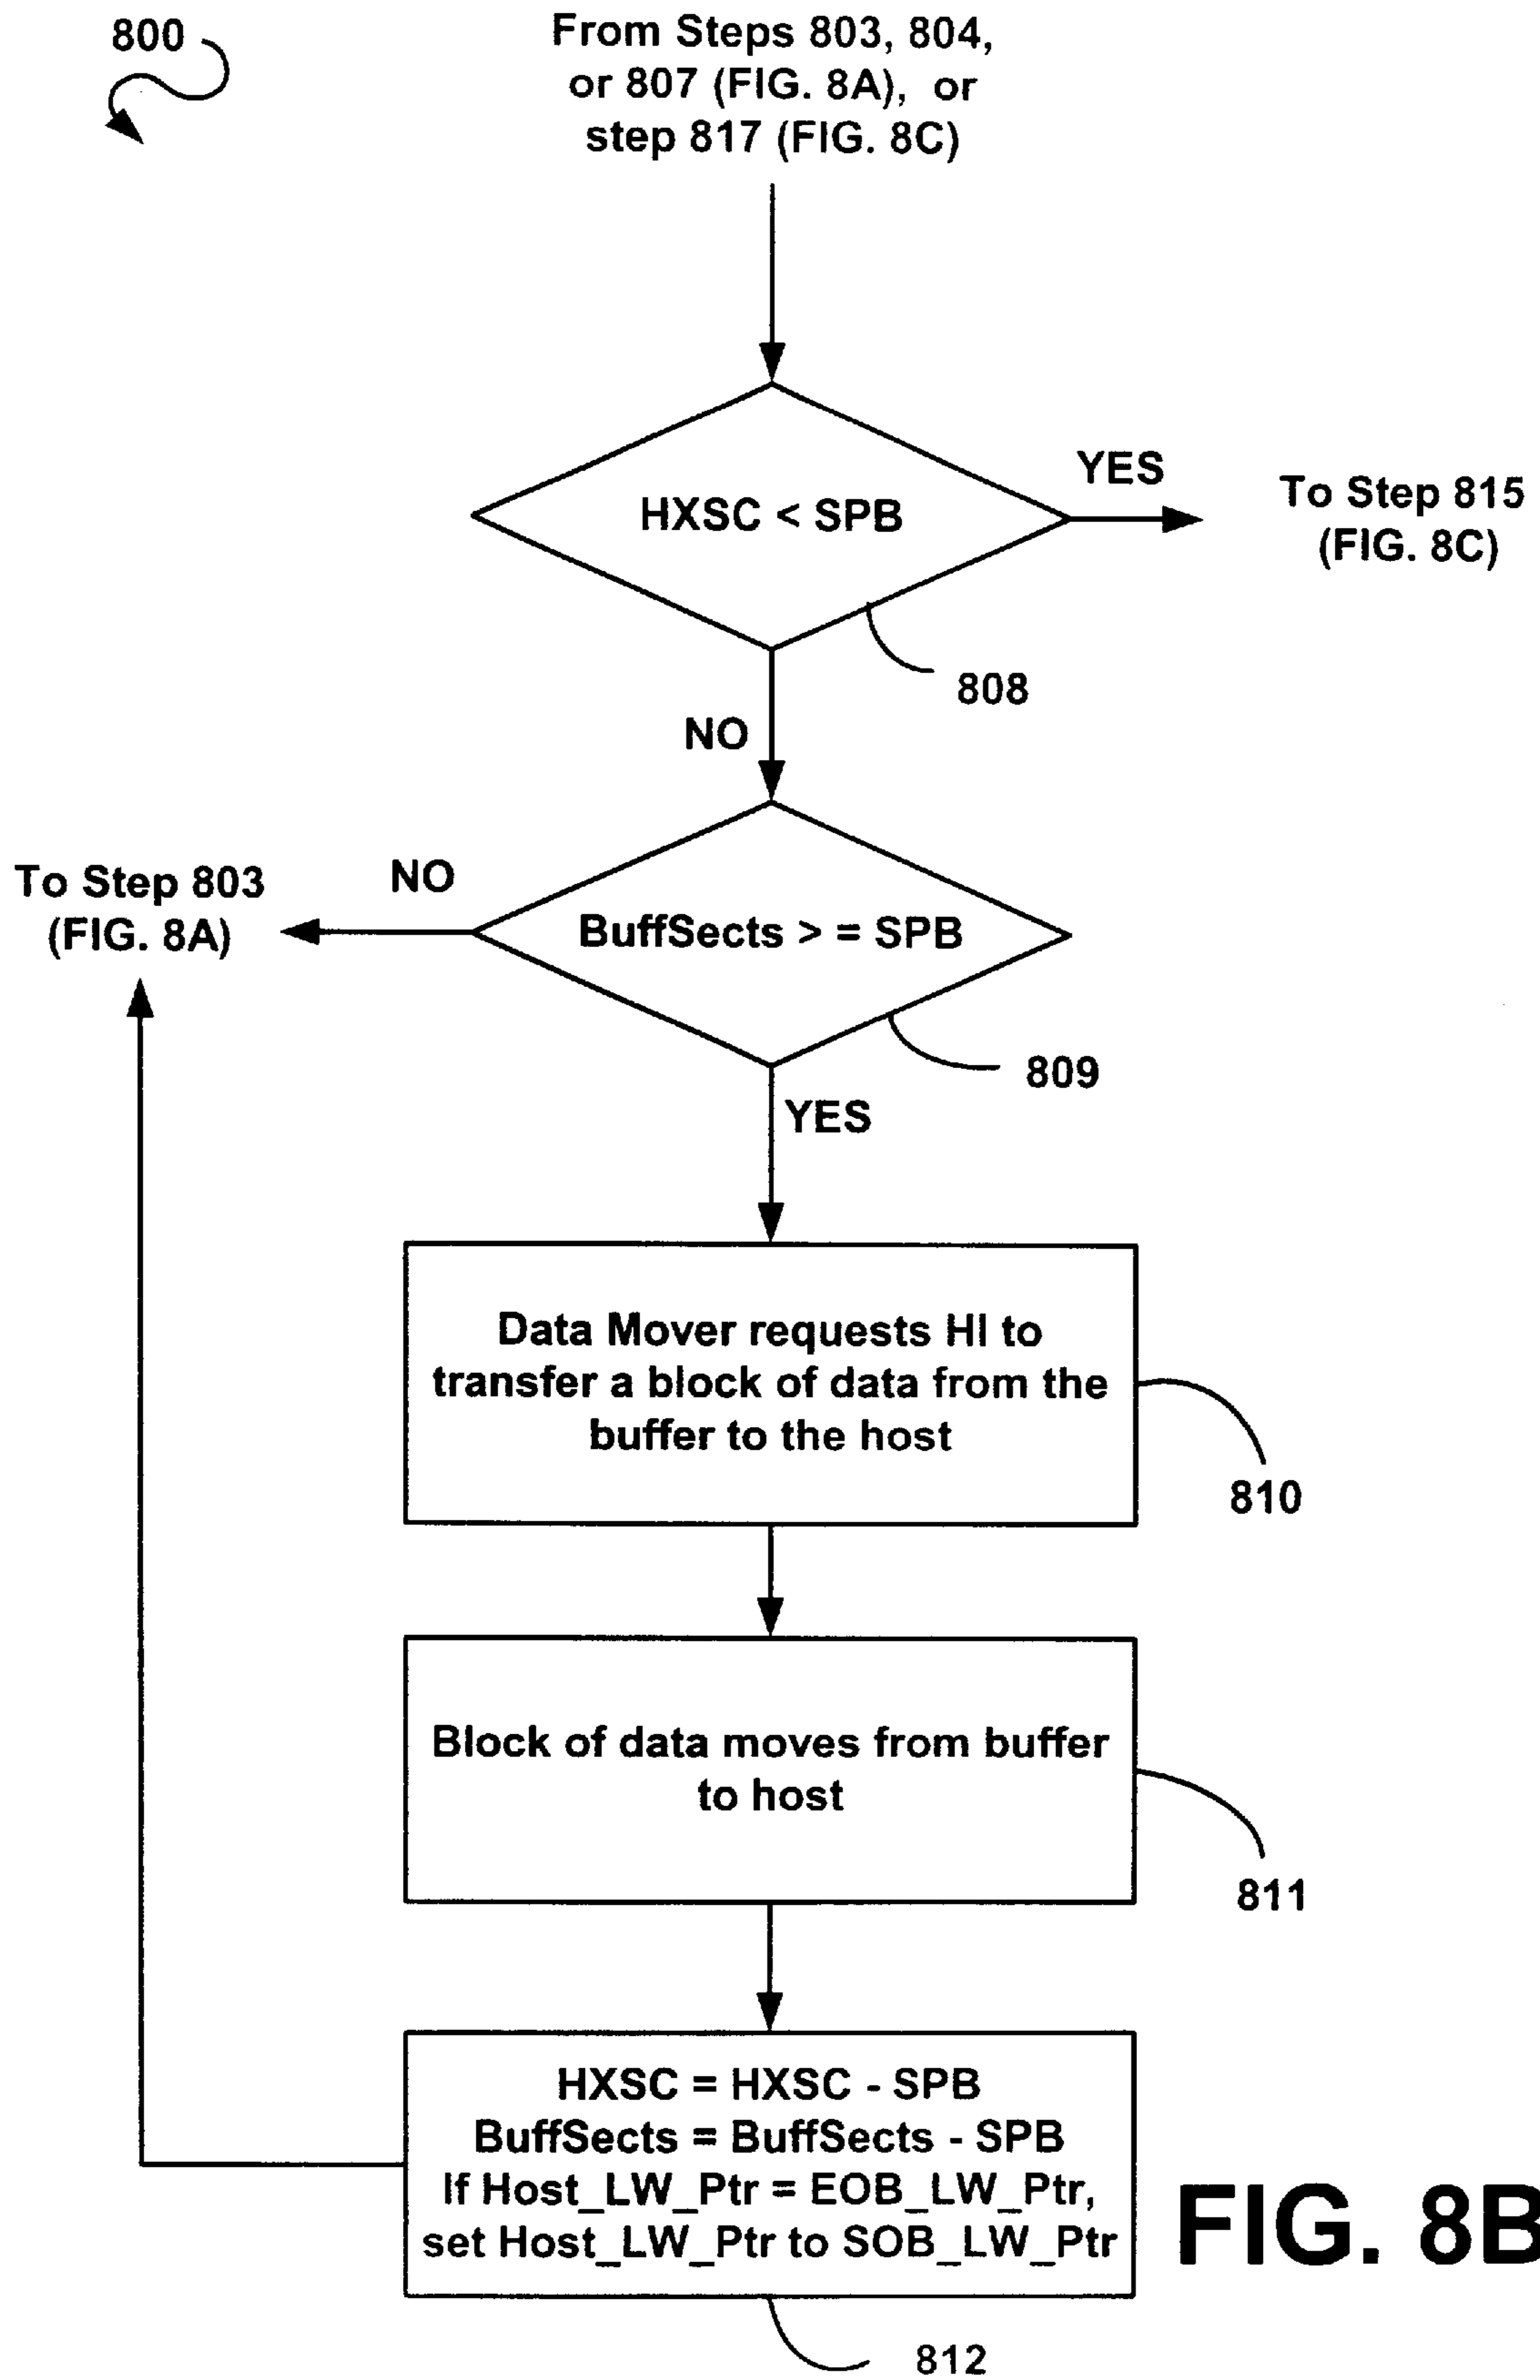 800
From Steps 803, 804,
or 807 (FIG. 8A), or
step 817 (FIG. 8C)
HXSC < SPB
YES
To Step 815
(FIG. 8C)
808
NO
To Step 803
(FIG. 8A)
NO
BuffSects > = SPB
809
YES
Data Mover requests HI to
transfer a block of data from the
buffer to the host
810
Block of data moves from buffer
to host
811
HXSC = HXSC - SPB
BuffSects = BuffSects - SPB
If Host_LW_Ptr = EOB_LW_Ptr,
set Host_LW_Ptr to SOB_LW_Ptr
812
FIG. 8B